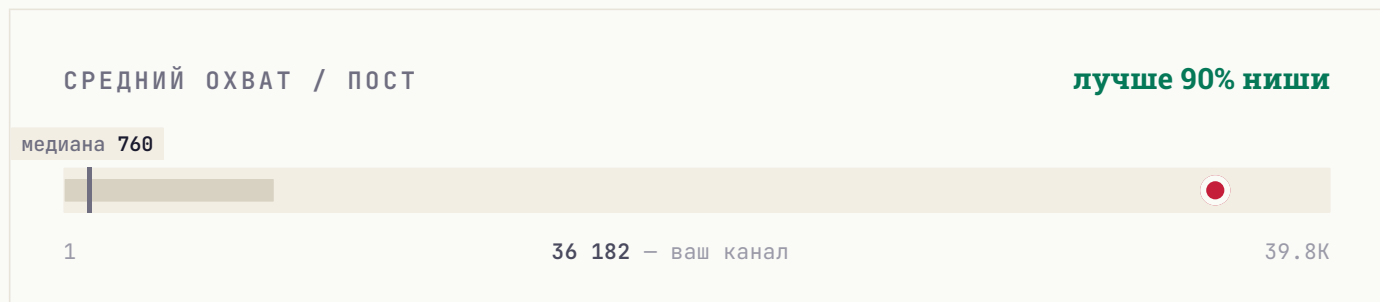 СРЕДНИЙ ОХВАТ / ПОСТ
лучше 90% ниши
медиана 760
1
36 182 — ваш канал
39.8K